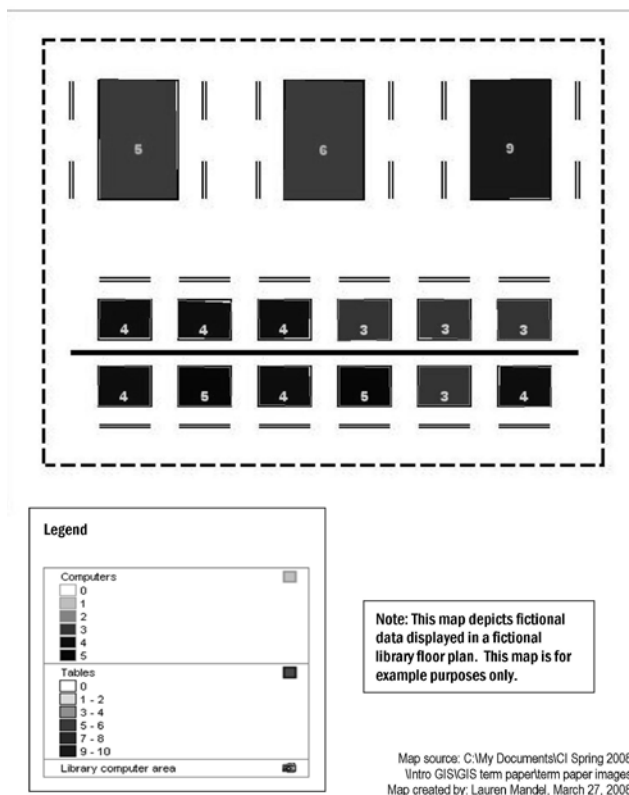 5 6 9
4 4 4 3 3 3
4 5 4 5 3 4
Legend
Computers
0
1
2
3
4
5
Tables
0
1 - 2
3 - 4
5 - 6
7 - 8
9 - 10
Library computer area
Note: This map depicts fictional
data displayed in a fictional
library floor plan. This map is for
example purposes only.
Map source: C:\My Documents\CI Spring 2008
\Intro GIS\GIS term paper\term paper images
Map created by: Lauren Mandel, March 27, 2008